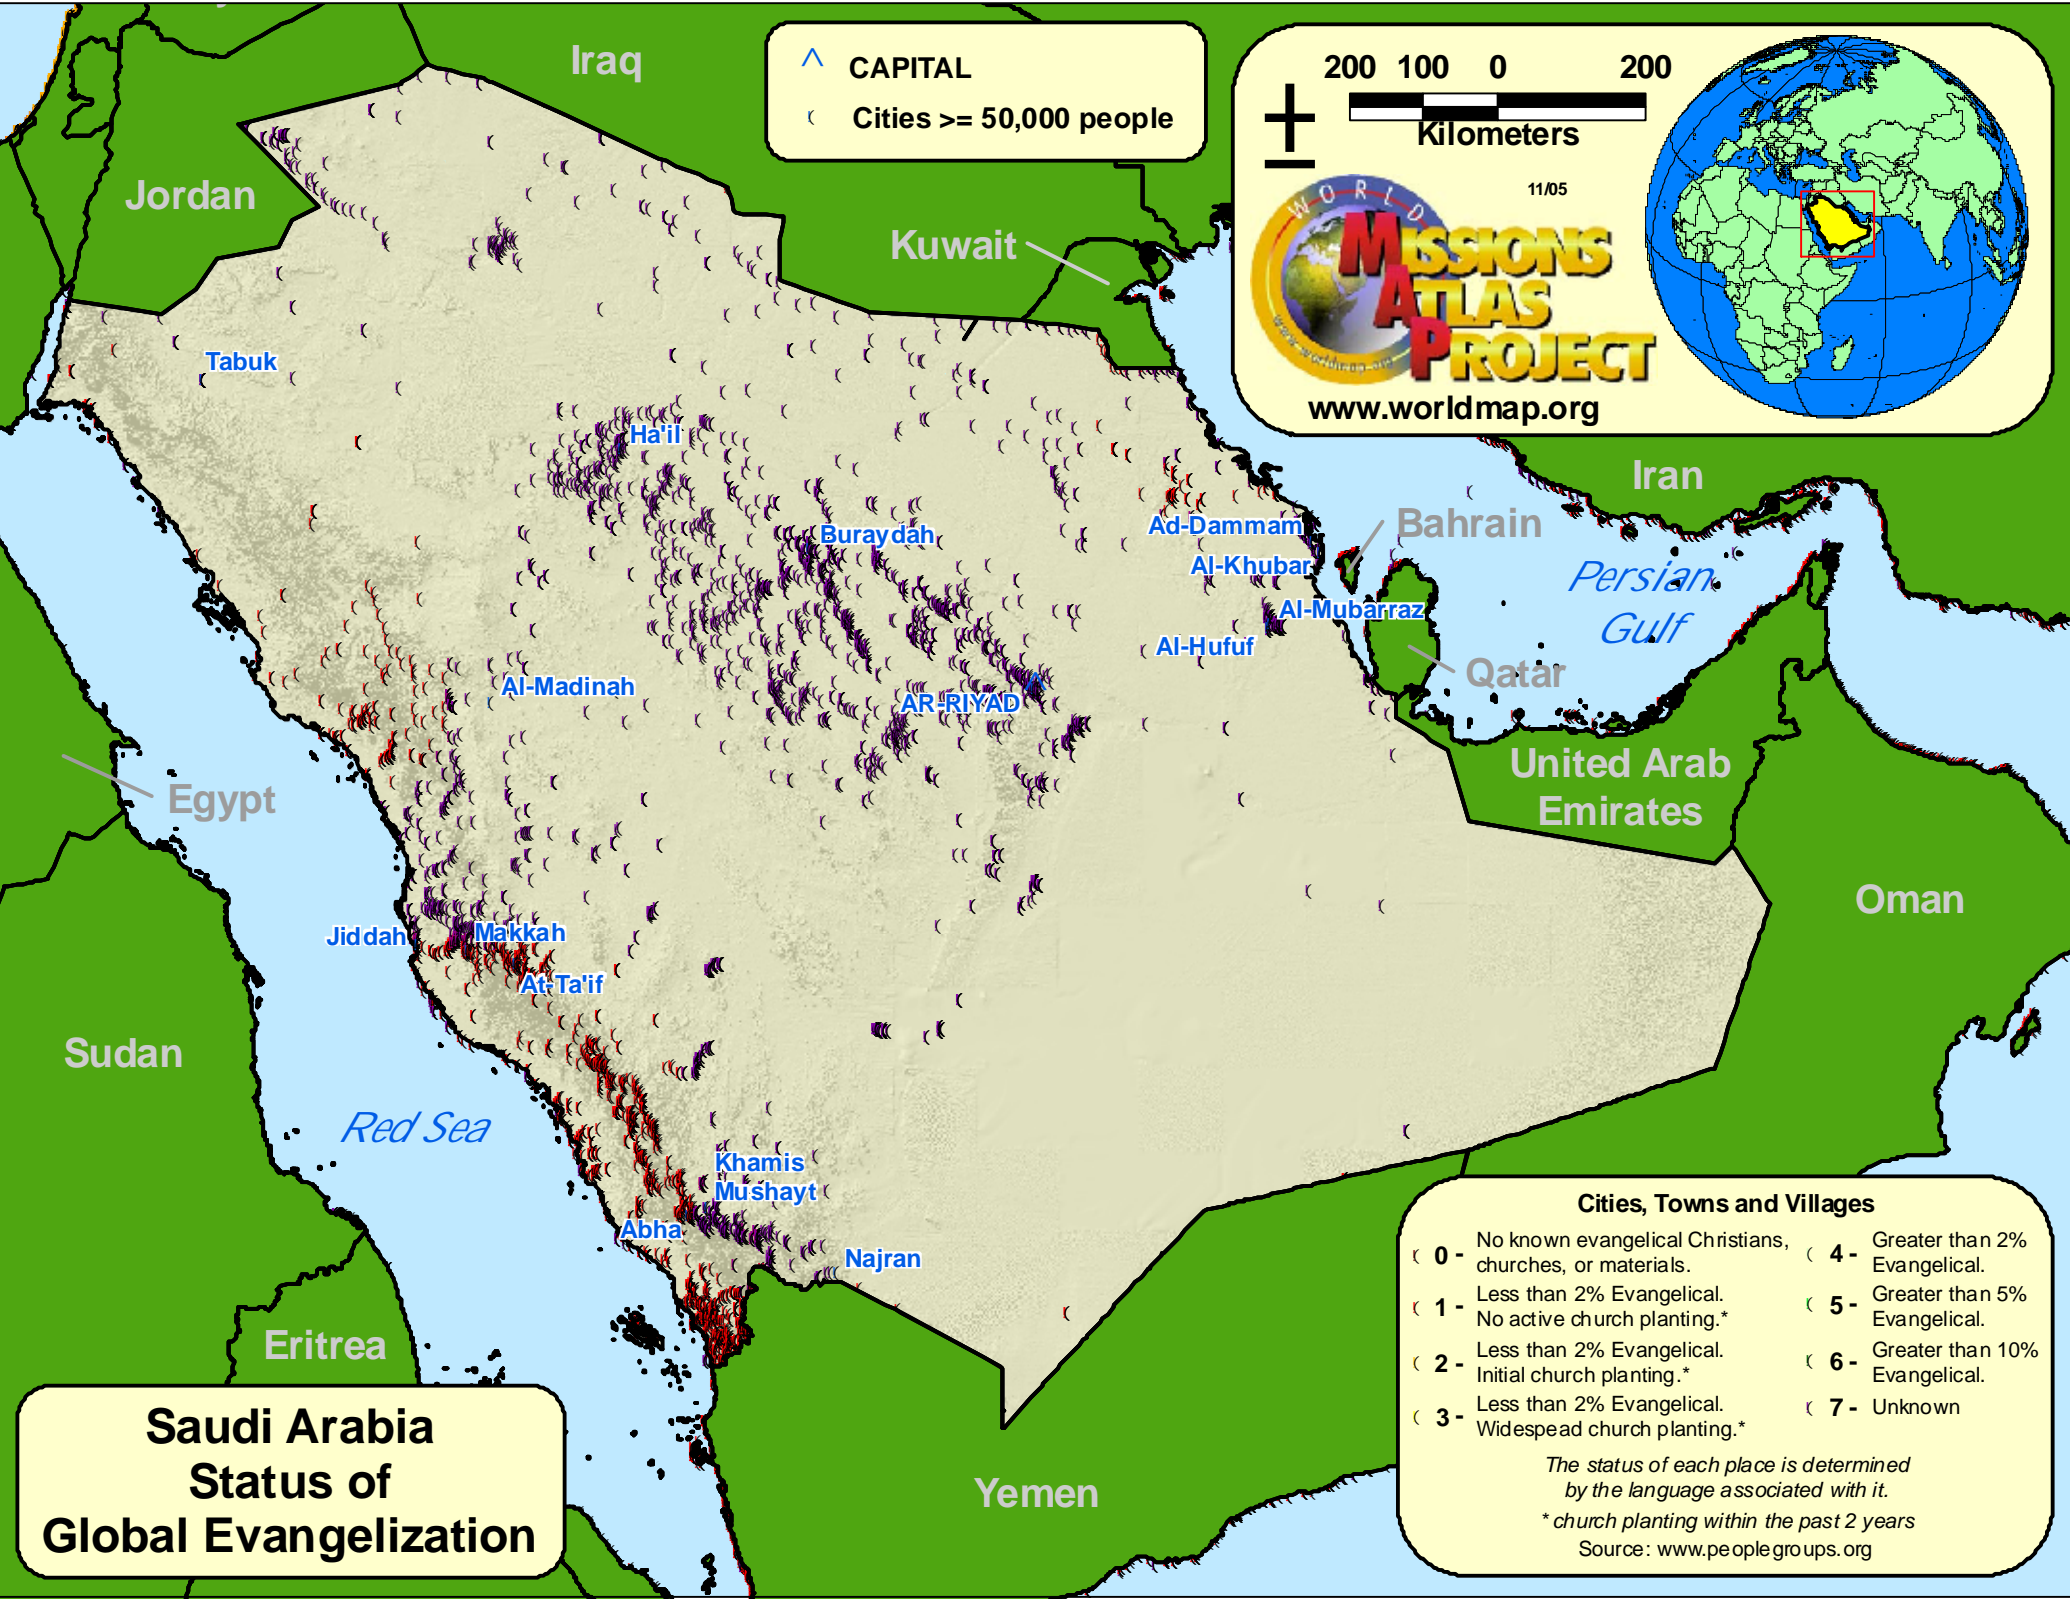 Iraq
^ CAPITAL
Cities >= 50,000 people
200 100 0 200
Kilometers
11/05
WORLD
MISSIONS
ATLAS
PROJECT
www.worldmap.org
www.worldmap.org
Jordan
Kuwait
Tabuk
Ha'il
Iran
Buraydah
Ad-Dammam
Bahrain
Al-Khubar
Persian
Gulf
Al-Mubarraz
Al-Hufuf
Qatar
Al-Madinah
AR-RIYAD
United Arab
Emirates
Egypt
Oman
Jiddah
Makkah
At-Ta'if
Sudan
Red Sea
Khamis
Mushayt
Abha
Najran
Eritrea
Yemen
Saudi Arabia
Status of
Global Evangelization
Cities, Towns and Villages
0 - No known evangelical Christians,
churches, or materials.
1 - Less than 2% Evangelical.
No active church planting.*
2 - Less than 2% Evangelical.
Initial church planting.*
3 - Less than 2% Evangelical.
Widespead church planting.*
4 - Greater than 2%
Evangelical.
5 - Greater than 5%
Evangelical.
6 - Greater than 10%
Evangelical.
7 - Unknown
The status of each place is determined
by the language associated with it.
* church planting within the past 2 years
Source: www.peoplegroups.org